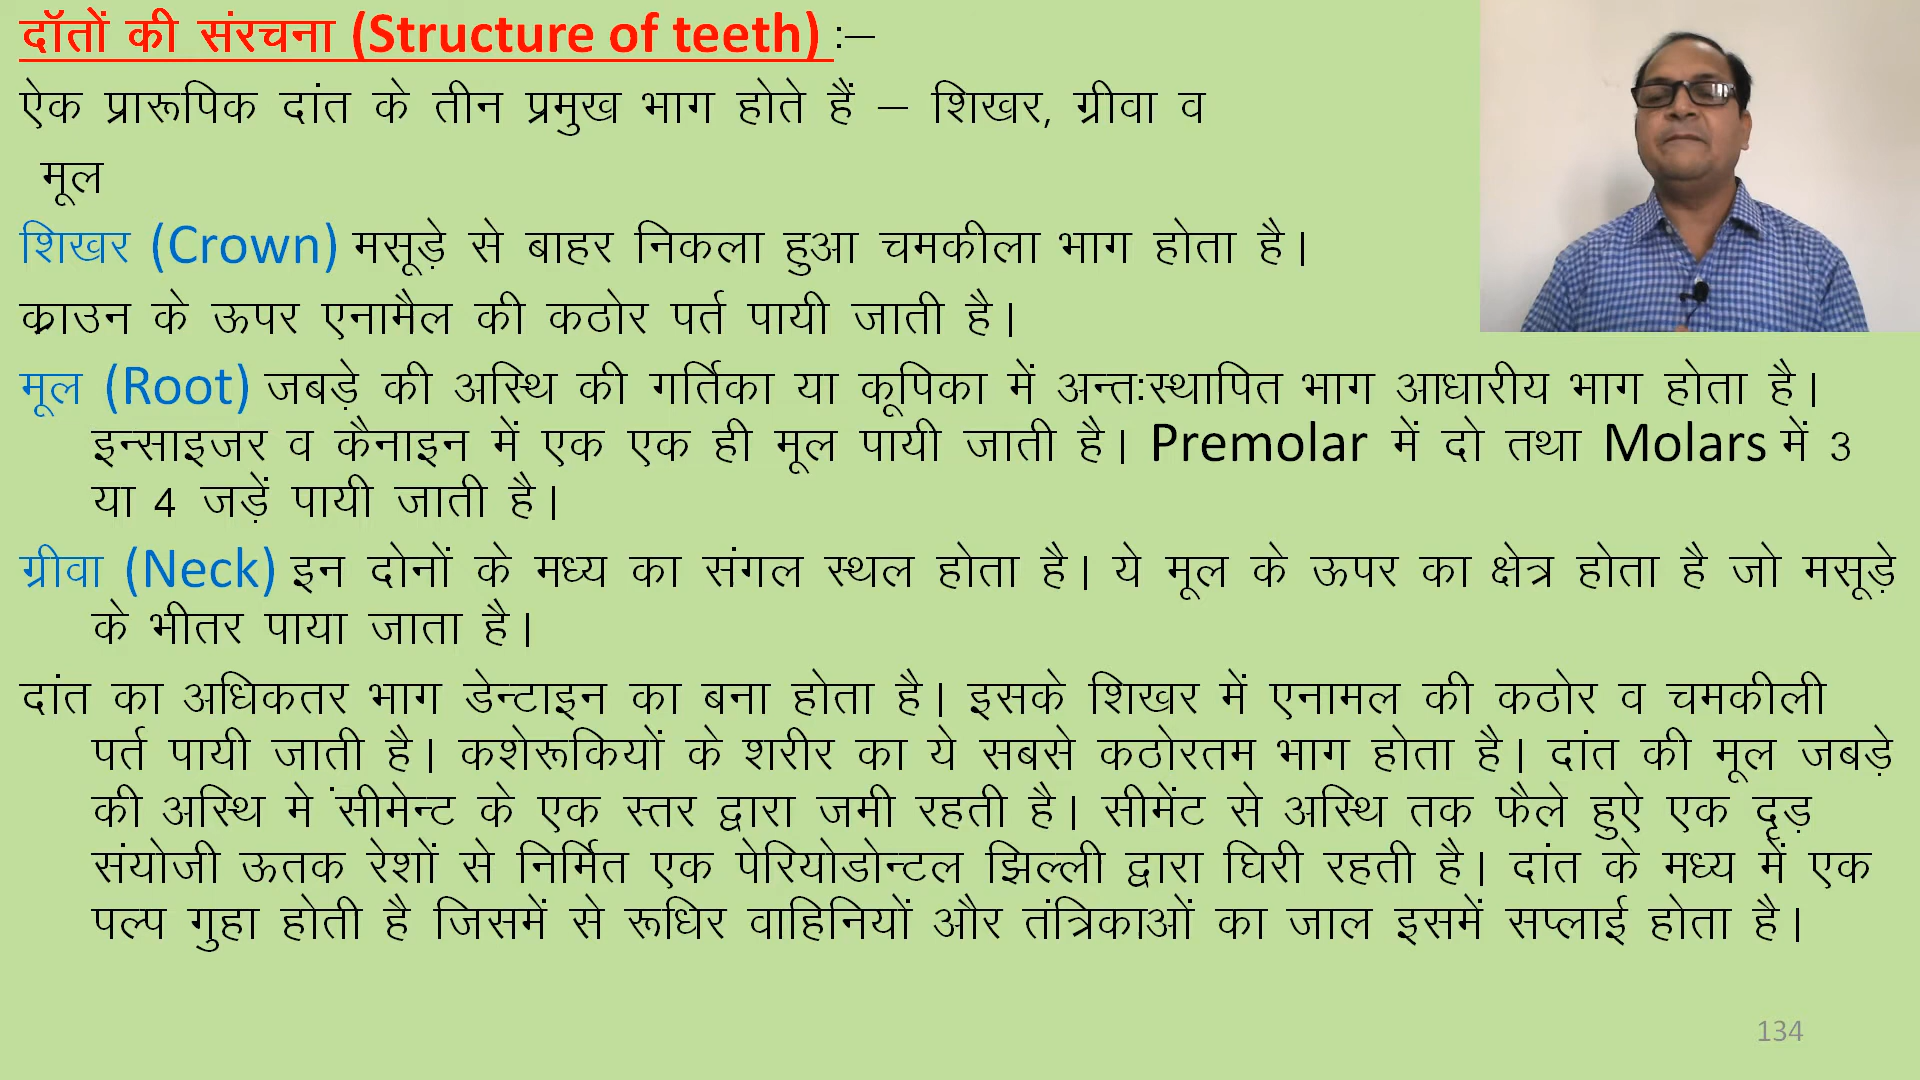 दॉतों की संरचना (Structure of teeth) :–
ऐक प्रारूपिक दांत के तीन प्रमुख भाग होते हैं – शिखर, ग्रीवा व
मूल
शिखर (Crown) मसूड़े से बाहर निकला हुआ चमकीला भाग होता है।
क्राउन के ऊपर एनामैल की कठोर पर्त पायी जाती है।
मूल (Root) जबड़े की अस्थि की गर्तिका या कूपिका में अन्तःस्थापित भाग आधारीय भाग होता है।
इन्साइजर व कैनाइन में एक एक ही मूल पायी जाती है। Premolar में दो तथा Molars में 3
या 4 जड़ें पायी जाती है।
ग्रीवा (Neck) इन दोनों के मध्य का संगल स्थल होता है। ये मूल के ऊपर का क्षेत्र होता है जो मसूड़े
के भीतर पाया जाता है।
दांत का अधिकतर भाग डेन्टाइन का बना होता है। इसके शिखर में एनामल की कठोर व चमकीली
पर्त पायी जाती है। कशेरूकियों के शरीर का ये सबसे कठोरतम भाग होता है। दांत की मूल जबड़े
की अस्थि मे ंसीमेन्ट के एक स्तर द्वारा जमी रहती है। सीमेंट से अस्थि तक फैले हुऐ एक दृड़
संयोजी ऊतक रेशों से निर्मित एक पेरियोडोन्टल झिल्ली द्वारा घिरी रहती है। दांत के मध्य में एक
पल्प गुहा होती है जिसमें से रूधिर वाहिनियों और तंत्रिकाओं का जाल इसमें सप्लाई होता है।
134